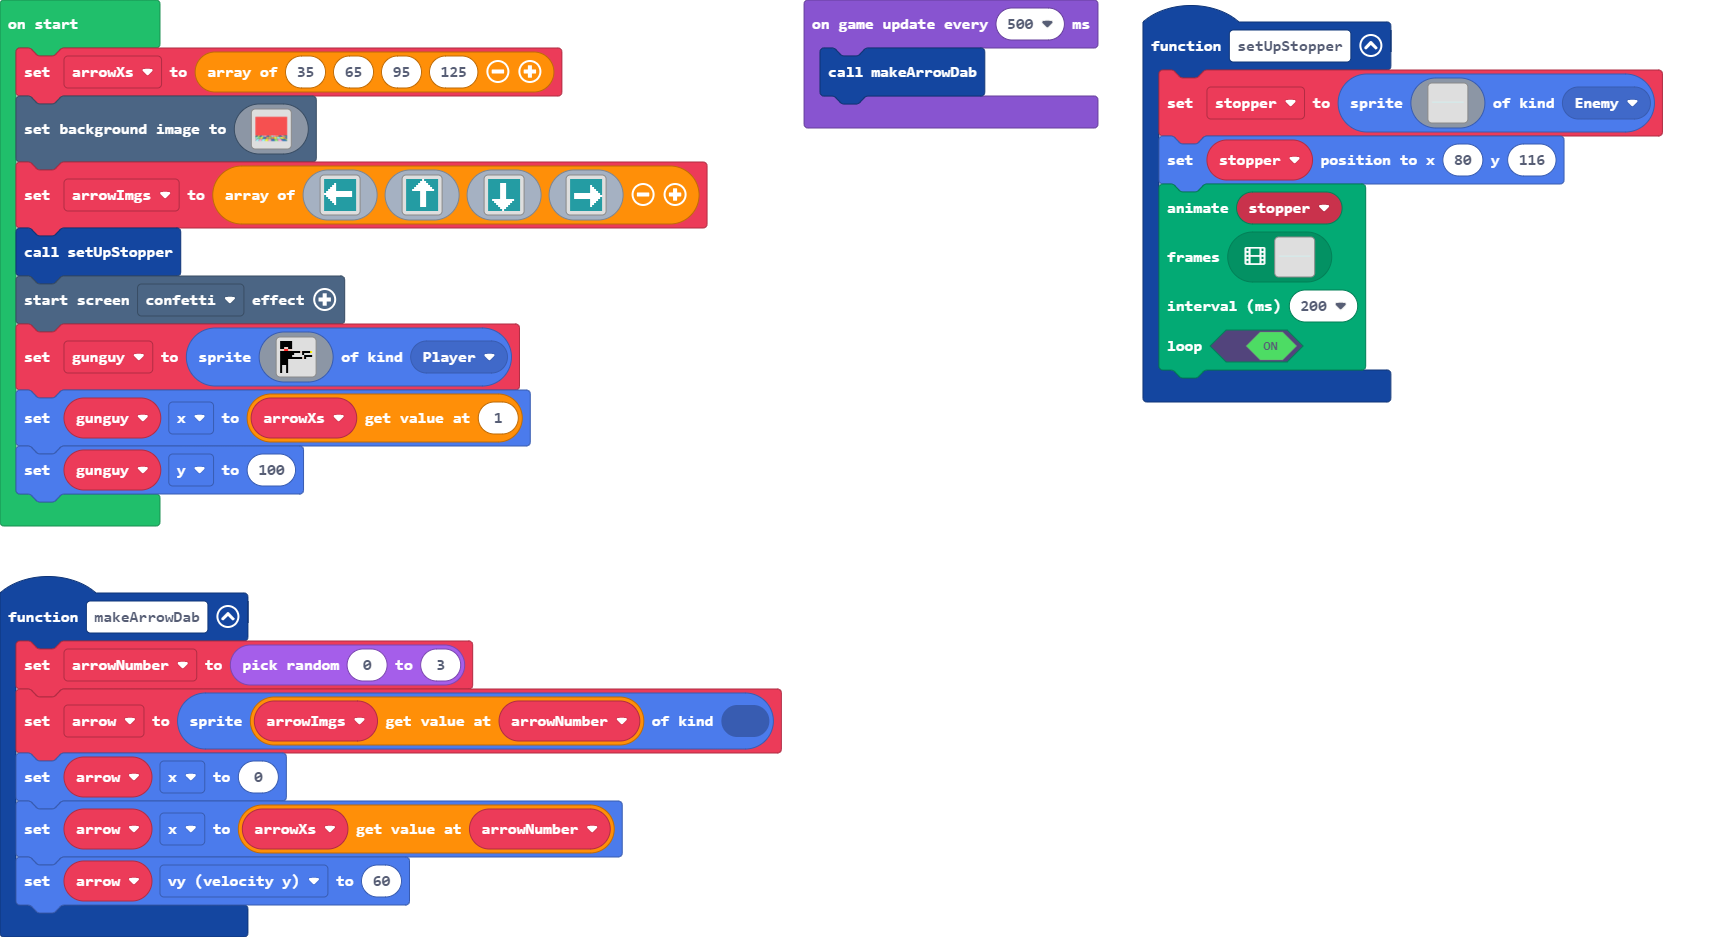 on start
set arrowXs to array of 35 65 95 125
set background image to
set arrowImgs to array of
call setUpStopper
start screen confetti effect
set gunguy to sprite of kind Player
set gunguy x to arrowXs get value at 1
set gunguy y to 100
on game update every 500 ms
call makeArrowDab
function setUpStopper
set stopper to sprite of kind Enemy
set stopper position to x 80 y 116
animate stopper
frames
interval (ms) 200
loop ON
function makeArrowDab
set arrowNumber to pick random 0 to 3
set arrow to sprite arrowImgs get value at arrowNumber of kind
set arrow x to 0
set arrow x to arrowXs get value at arrowNumber
set arrow vy (velocity y) to 60